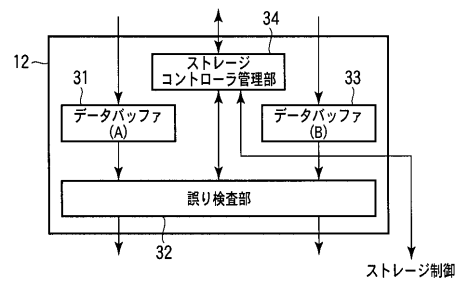 34
12
ストレージ
コントローラ管理部
31
33
データバッファ
(A)
データバッファ
(B)
誤り検査部
32
ストレージ制御